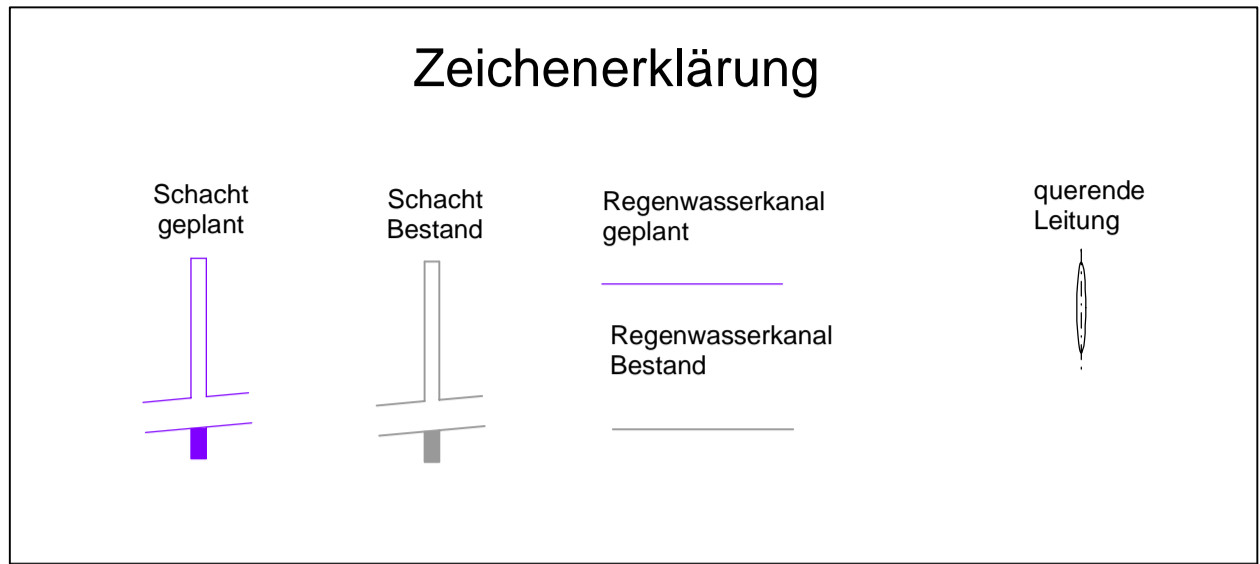 Zeichenerklärung
Schacht
geplant
Schacht
Bestand
Regenwasserkanal
geplant
Regenwasserkanal
Bestand
querende
Leitung